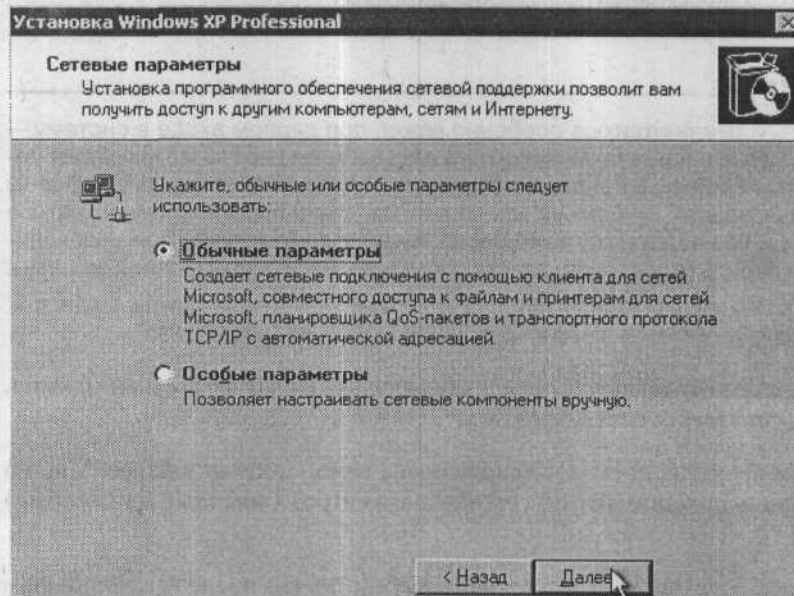 Установка Windows XP Professional
Сетевые параметры
Установка программного обеспечения сетевой поддержки позволит вам
получить доступ к другим компьютерам, сетям и Интернету.
Укажите, обычные или особые параметры следует
использовать:
Обычные параметры
Создает сетевые подключения с помощью клиента для сетей
Microsoft, совместного доступа к файлам и принтерам для сетей
Microsoft, планировщика QoS-пакетов и транспортного протокола
TCP/IP с автоматической адресацией.
Особые параметры
Позволяет настраивать сетевые компоненты вручную.
< Назад Далее